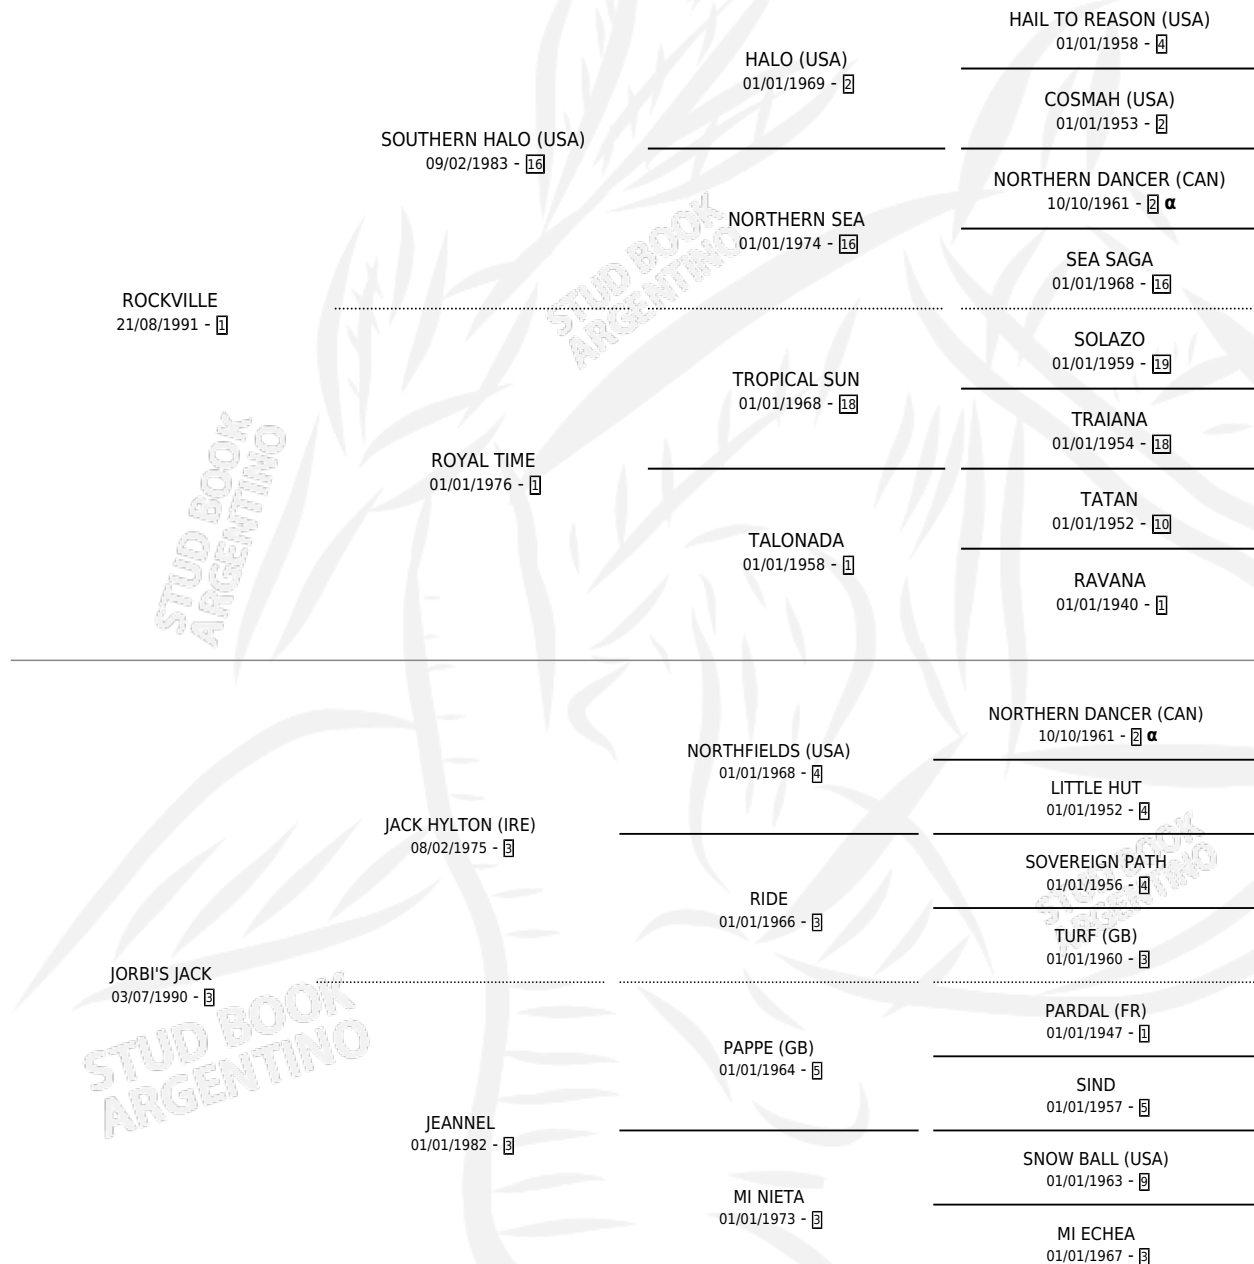 HAIL TO REASON (USA)
01/01/1958 - 4
HALO (USA)
01/01/1969 - 2
COSMAH (USA)
01/01/1953 - 2
SOUTHERN HALO (USA)
09/02/1983 - 16
NORTHERN DANCER (CAN)
10/10/1961 - 2 α
NORTHERN SEA
01/01/1974 - 16
SEA SAGA
01/01/1968 - 16
ROCKVILLE
21/08/1991 - 1
SOLAZO
01/01/1959 - 19
TROPICAL SUN
01/01/1968 - 18
TRAIANA
01/01/1954 - 18
ROYAL TIME
01/01/1976 - 1
TATAN
01/01/1952 - 10
TALONADA
01/01/1958 - 1
RAVANA
01/01/1940 - 1
NORTHERN DANCER (CAN)
10/10/1961 - 2 α
NORTHFIELDS (USA)
01/01/1968 - 4
LITTLE HUT
01/01/1952 - 4
JACK HYLTON (IRE)
08/02/1975 - 3
SOVEREIGN PATH
01/01/1956 - 4
RIDE
01/01/1966 - 3
TURF (GB)
01/01/1960 - 3
JORBI'S JACK
03/07/1990 - 3
PARDAL (FR)
01/01/1947 - 1
PAPPE (GB)
01/01/1964 - 5
SIND
01/01/1957 - 5
JEANNEL
01/01/1982 - 3
SNOW BALL (USA)
01/01/1963 - 9
MI NIETA
01/01/1973 - 3
MI ECHEA
01/01/1967 - 3
STUD BOOK
ARGENTINO
STUD BOOK
ARGENTINO
STUD BOOK
ARGENTINO
STUD BOOK
ARGENTINO